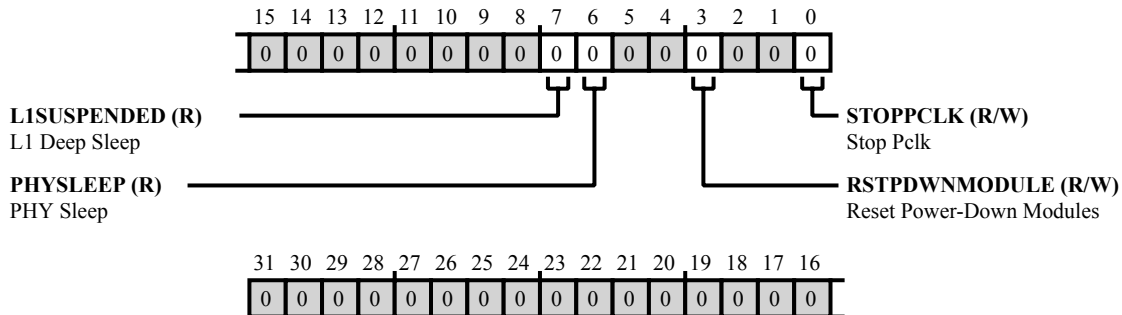 15 14 13 12 11 10 9 8 7 6 5 4 3 2 1 0
0 0 0 0 0 0 0 0 0 0 0 0 0 0 0 0
L1SUSPENDED (R)
L1 Deep Sleep
STOPPCLK (R/W)
Stop Pclk
PHYSLEEP (R)
PHY Sleep
RSTPDWNMODULE (R/W)
Reset Power-Down Modules
31 30 29 28 27 26 25 24 23 22 21 20 19 18 17 16
0 0 0 0 0 0 0 0 0 0 0 0 0 0 0 0